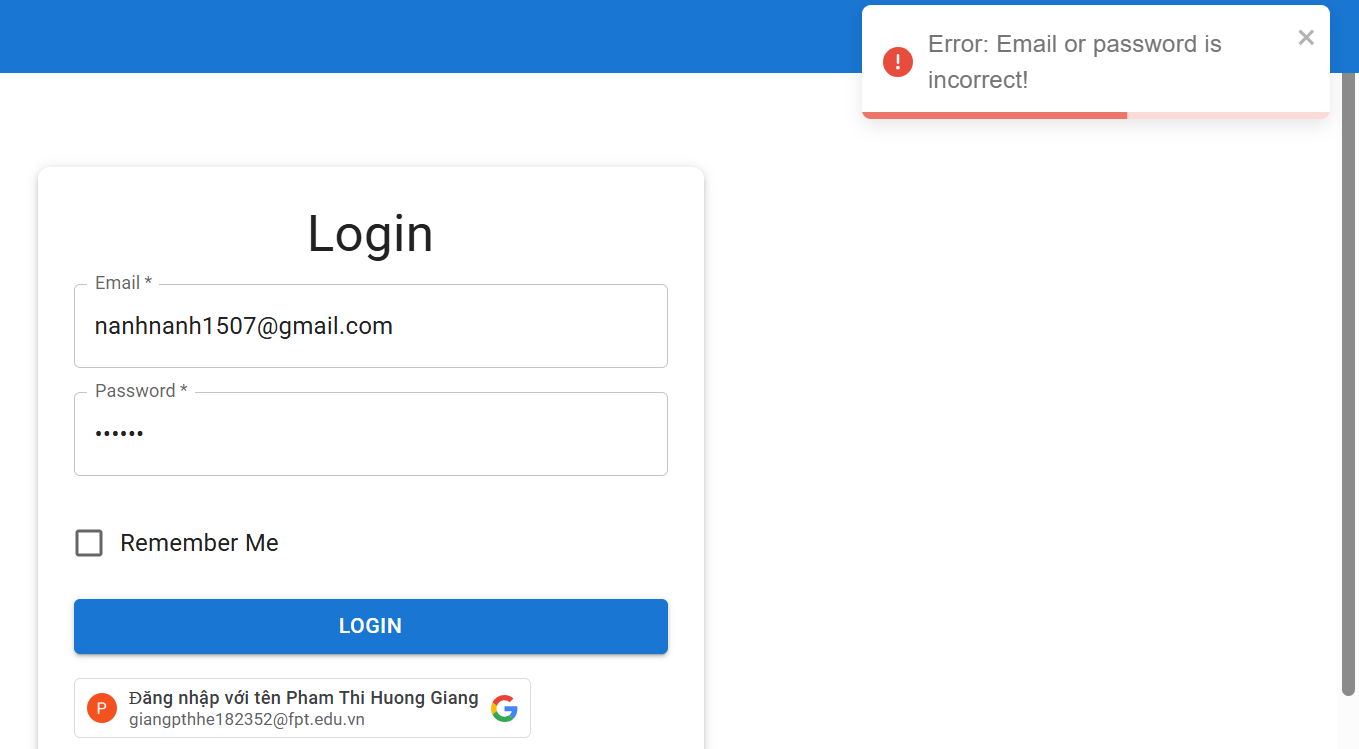 Error: Email or password is
incorrect!
Login
Email *
nanhnanh1507@gmail.com
Password *
••••••
Remember Me
LOGIN
P
Đăng nhập với tên Pham Thi Huong Giang
giangpthhe182352@fpt.edu.vn